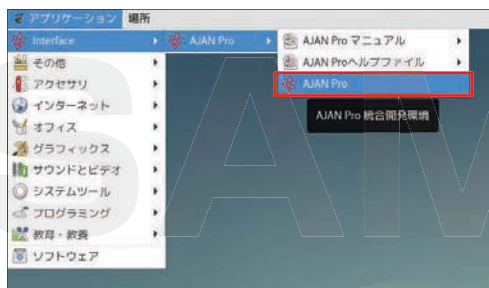 アプリケーション 場所
Interface
その他
アクセサリ
インターネット
オフィス
グラフィックス
サウンドとビデオ
システムツール
プログラミング
教育・教養
ソフトウェア
AJAN Pro
AJAN Pro マニュアル
AJAN Proヘルプファイル
AJAN Pro
AJAN Pro 統合開発環境
SAM